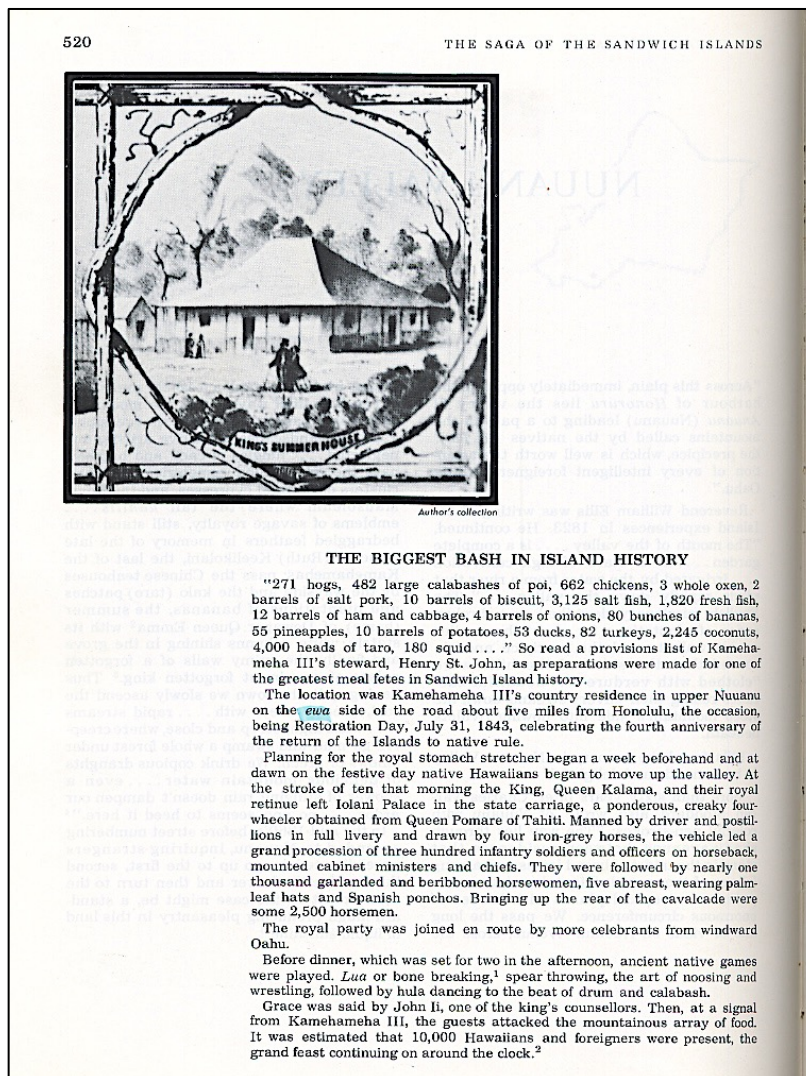 520
THE SAGA OF THE SANDWICH ISLANDS
KING'S SUMMER HOUSE
Author's collection
THE BIGGEST BASH IN ISLAND HISTORY
"271 hogs, 482 large calabashes of poi, 662 chickens, 3 whole oxen, 2
barrels of salt pork, 10 barrels of biscuit, 3,125 salt fish, 1,820 fresh fish,
12 barrels of ham and cabbage, 4 barrels of onions, 80 bunches of bananas,
55 pineapples, 10 barrels of potatoes, 53 ducks, 82 turkeys, 2,245 coconuts,
4,000 heads of taro, 180 squid . . . ." So read a provisions list of Kameha-
meha III's steward, Henry St. John, as preparations were made for one of
the greatest meal fetes in Sandwich Island history.
The location was Kamehameha III's country residence in upper Nuuanu
on the ewa side of the road about five miles from Honolulu, the occasion,
being Restoration Day, July 31, 1843, celebrating the fourth anniversary of
the return of the Islands to native rule.
Planning for the royal stomach stretcher began a week beforehand and at
dawn on the festive day native Hawaiians began to move up the valley. At
the stroke of ten that morning the King, Queen Kalama, and their royal
retinue left Iolani Palace in the state carriage, a ponderous, creaky four-
wheeler obtained from Queen Pomare of Tahiti. Manned by driver and postil-
lions in full livery and drawn by four iron-grey horses, the vehicle led a
grand procession of three hundred infantry soldiers and officers on horseback,
mounted cabinet ministers and chiefs. They were followed by nearly one
thousand garlanded and beribboned horsewomen, five abreast, wearing palm-
leaf hats and Spanish ponchos. Bringing up the rear of the cavalcade were
some 2,500 horsemen.
The royal party was joined en route by more celebrants from windward
Oahu.
Before dinner, which was set for two in the afternoon, ancient native games
were played. Lua or bone breaking,¹ spear throwing, the art of noosing and
wrestling, followed by hula dancing to the beat of drum and calabash.
Grace was said by John Ii, one of the king's counsellors. Then, at a signal
from Kamehameha III, the guests attacked the mountainous array of food.
It was estimated that 10,000 Hawaiians and foreigners were present, the
grand feast continuing on around the clock.²